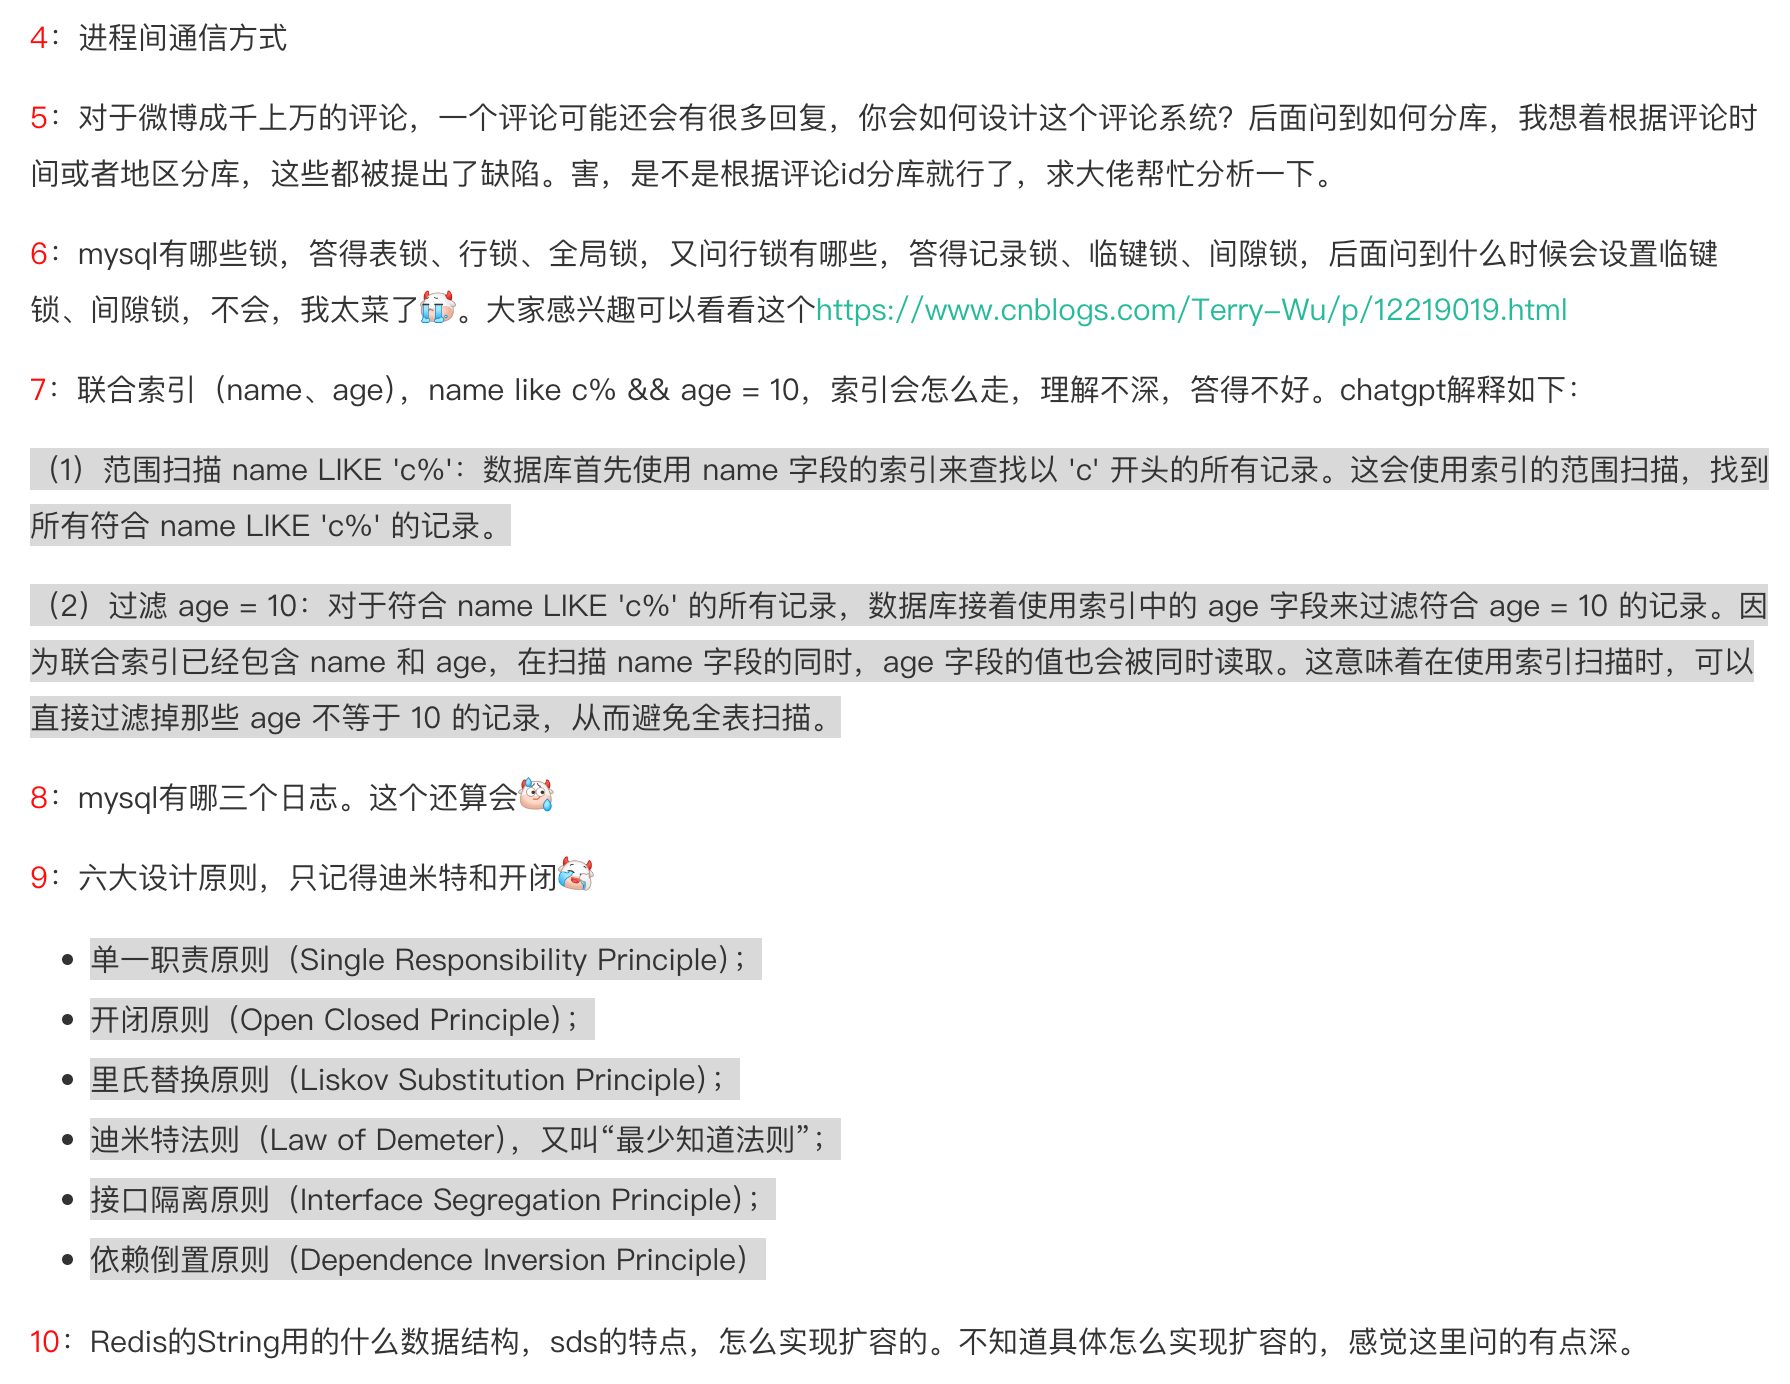 4：进程间通信方式
5：对于微博成千上万的评论，一个评论可能还会有很多回复，你会如何设计这个评论系统？后面问到如何分库，我想着根据评论时
间或者地区分库，这些都被提出了缺陷。害，是不是根据评论id分库就行了，求大佬帮忙分析一下。
6：mysql有哪些锁，答得表锁、行锁、全局锁，又问行锁有哪些，答得记录锁、临键锁、间隙锁，后面问到什么时候会设置临键
锁、间隙锁，不会，我太菜了。大家感兴趣可以看看这个https://www.cnblogs.com/Terry-Wu/p/12219019.html
7：联合索引（name、age），name like c% && age = 10，索引会怎么走，理解不深，答得不好。chatgpt解释如下：
（1）范围扫描 name LIKE 'c%'：数据库首先使用 name 字段的索引来查找以 'c' 开头的所有记录。这会使用索引的范围扫描，找到
所有符合 name LIKE 'c%' 的记录。
（2）过滤 age = 10：对于符合 name LIKE 'c%' 的所有记录，数据库接着使用索引中的 age 字段来过滤符合 age = 10 的记录。因
为联合索引已经包含 name 和 age，在扫描 name 字段的同时，age 字段的值也会被同时读取。这意味着在使用索引扫描时，可以
直接过滤掉那些 age 不等于 10 的记录，从而避免全表扫描。
8：mysql有哪三个日志。这个还算会
9：六大设计原则，只记得迪米特和开闭
• 单一职责原则（Single Responsibility Principle）；
• 开闭原则（Open Closed Principle）；
• 里氏替换原则（Liskov Substitution Principle）；
• 迪米特法则（Law of Demeter），又叫“最少知道法则”；
• 接口隔离原则（Interface Segregation Principle）；
• 依赖倒置原则（Dependence Inversion Principle）
10：Redis的String用的什么数据结构，sds的特点，怎么实现扩容的。不知道具体怎么实现扩容的，感觉这里问的有点深。